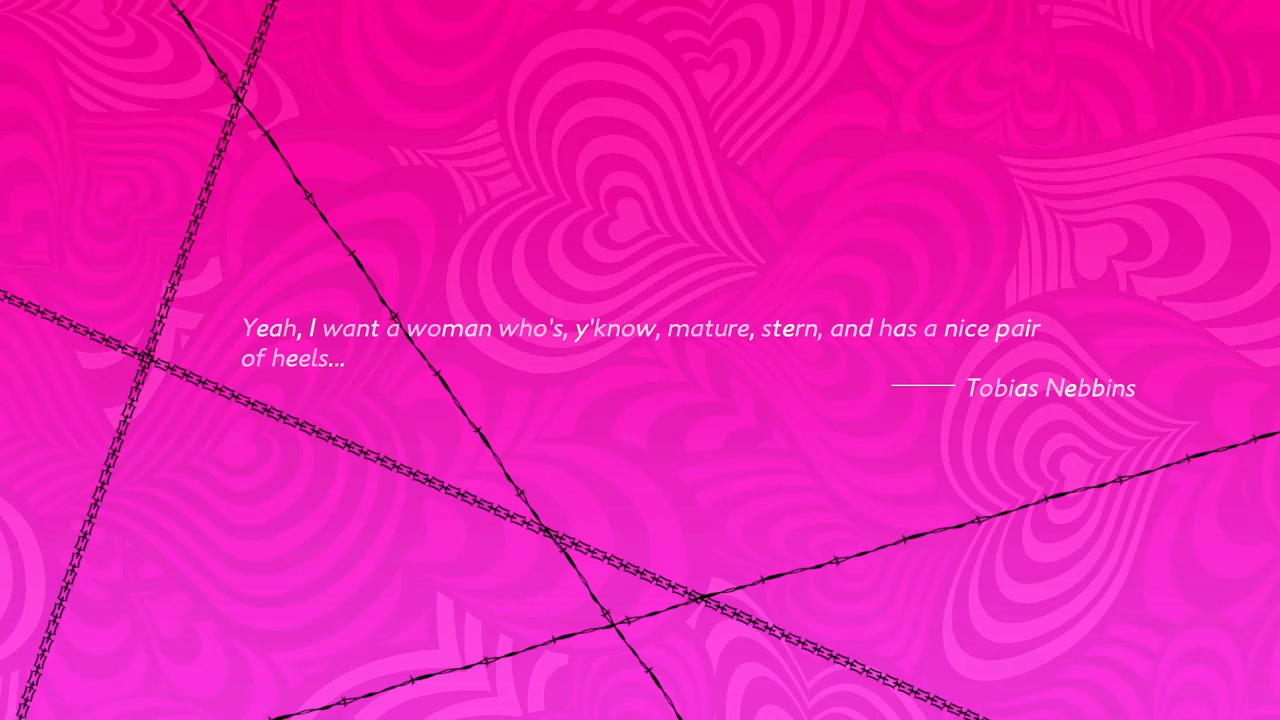 Yeah, I want a woman who's, y'know, mature, stern, and has a nice pair
of heels...
Tobias Nebbins